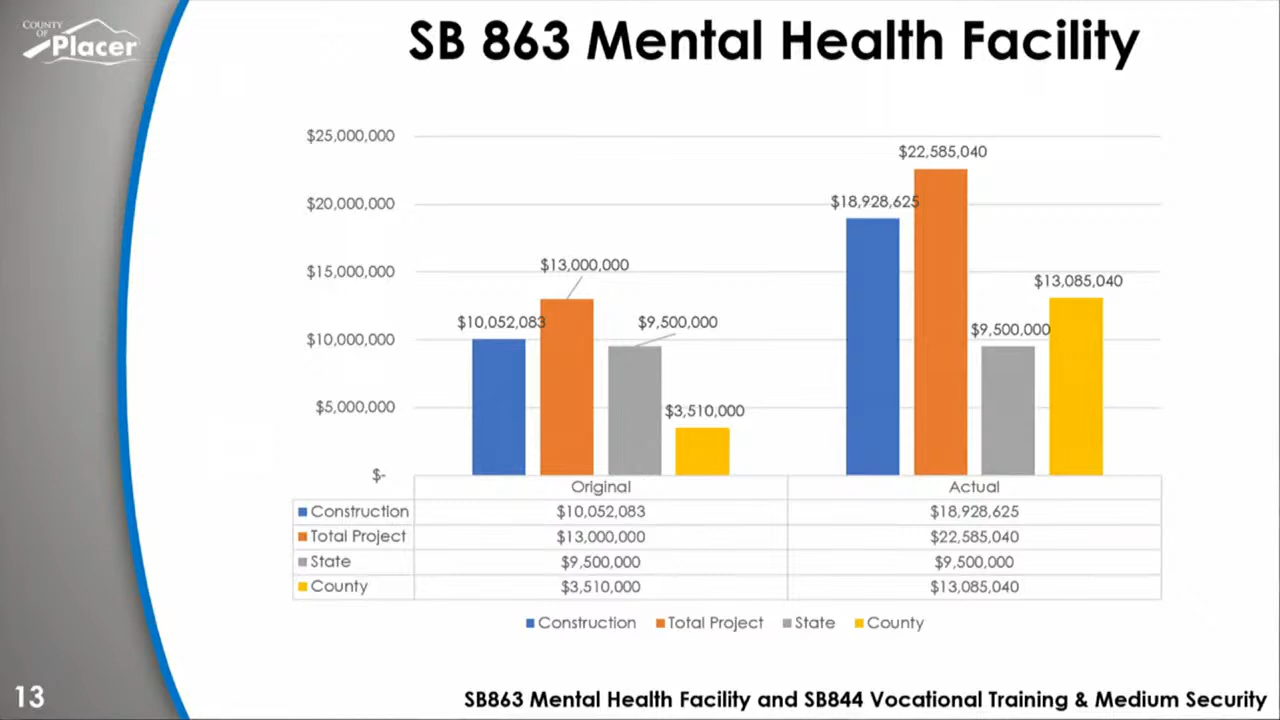 COUNTY
OF
Placer
SB 863 Mental Health Facility
$25,000,000
$20,000,000
$15,000,000
$10,000,000
$5,000,000
$-
$10,052,083
$13,000,000
$9,500,000
$3,510,000
$18,928,625
$22,585,040
$9,500,000
$13,085,040
Original Actual
Construction $10,052,083 $18,928,625
Total Project $13,000,000 $22,585,040
State $9,500,000 $9,500,000
County $3,510,000 $13,085,040
Construction Total Project State County
13
SB863 Mental Health Facility and SB844 Vocational Training & Medium Security